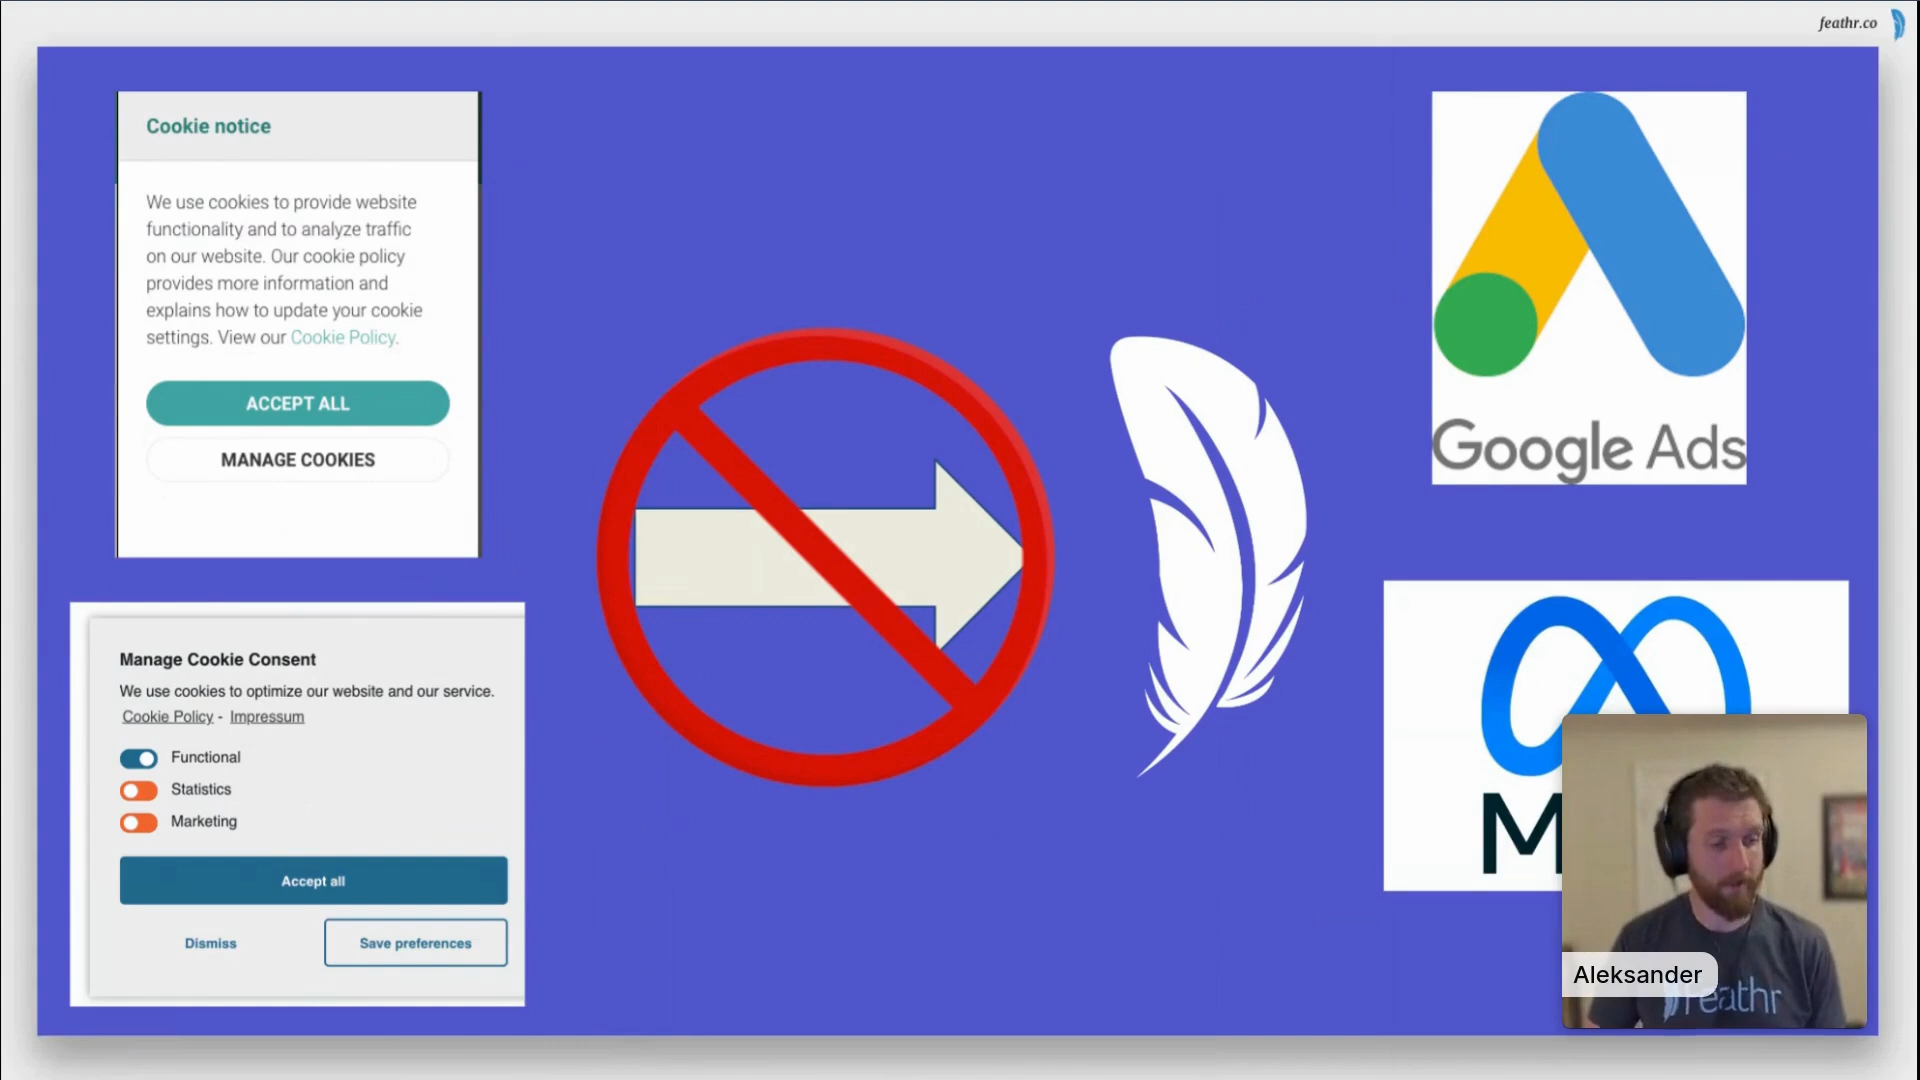 feathr.co
Cookie notice
We use cookies to provide website
functionality and to analyze traffic
on our website. Our cookie policy
provides more information and
explains how to update your cookie
settings. View our Cookie Policy.
ACCEPT ALL
MANAGE COOKIES
Manage Cookie Consent
We use cookies to optimize our website and our service.
Cookie Policy - Impressum
Functional
Statistics
Marketing
Accept all
Dismiss
Save preferences
Google Ads
M
Aleksander
Feathr